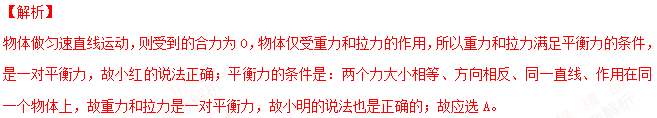 【解析】
物体做匀速直线运动，则受到的合力为 0，物体仅受重力和拉力的作用，所以重力和拉力满足平衡力的条件，
是一对平衡力，故小红的说法正确；平衡力的条件是：两个力大小相等、方向相反、同一直线、作用在同
一个物体上，故重力和拉力是一对平衡力，故小明的说法也是正确的；故应选 A。